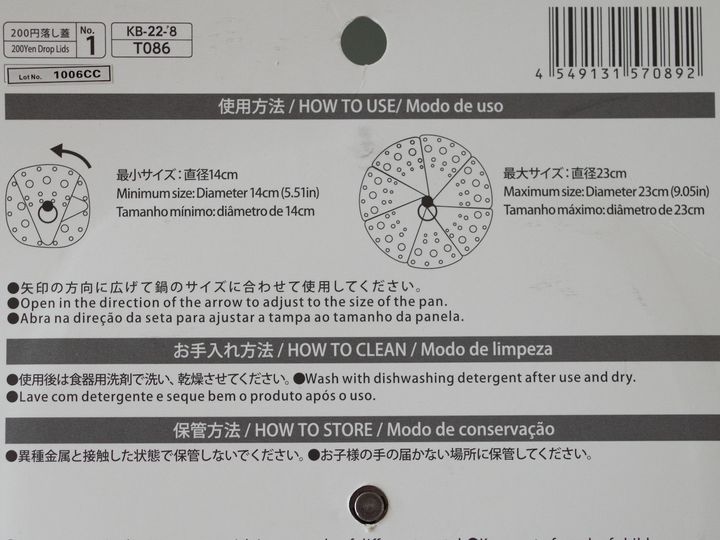 200円落し蓋
200Yen Drop Lids
No.
1
KB-22-'8
T086
Lot No. 1006CC
4 549131 570892
使用方法 / HOW TO USE/ Modo de uso
最小サイズ：直径14cm
Minimum size: Diameter 14cm (5.51in)
Tamanho mínimo: diâmetro de 14cm
最大サイズ：直径23cm
Maximum size: Diameter 23cm (9.05in)
Tamanho máximo: diâmetro de 23cm
●矢印の方向に広げて鍋のサイズに合わせて使用してください。
●Open in the direction of the arrow to adjust to the size of the pan.
●Abra na direção da seta para ajustar a tampa ao tamanho da panela.
お手入れ方法 / HOW TO CLEAN / Modo de limpeza
●使用後は食器用洗剤で洗い、乾燥させてください。●Wash with dishwashing detergent after use and dry.
●Lave com detergente e seque bem o produto após o uso.
保管方法 / HOW TO STORE / Modo de conservação
●異種金属と接触した状態で保管しないでください。●お子様の手の届かない場所に保管してください。